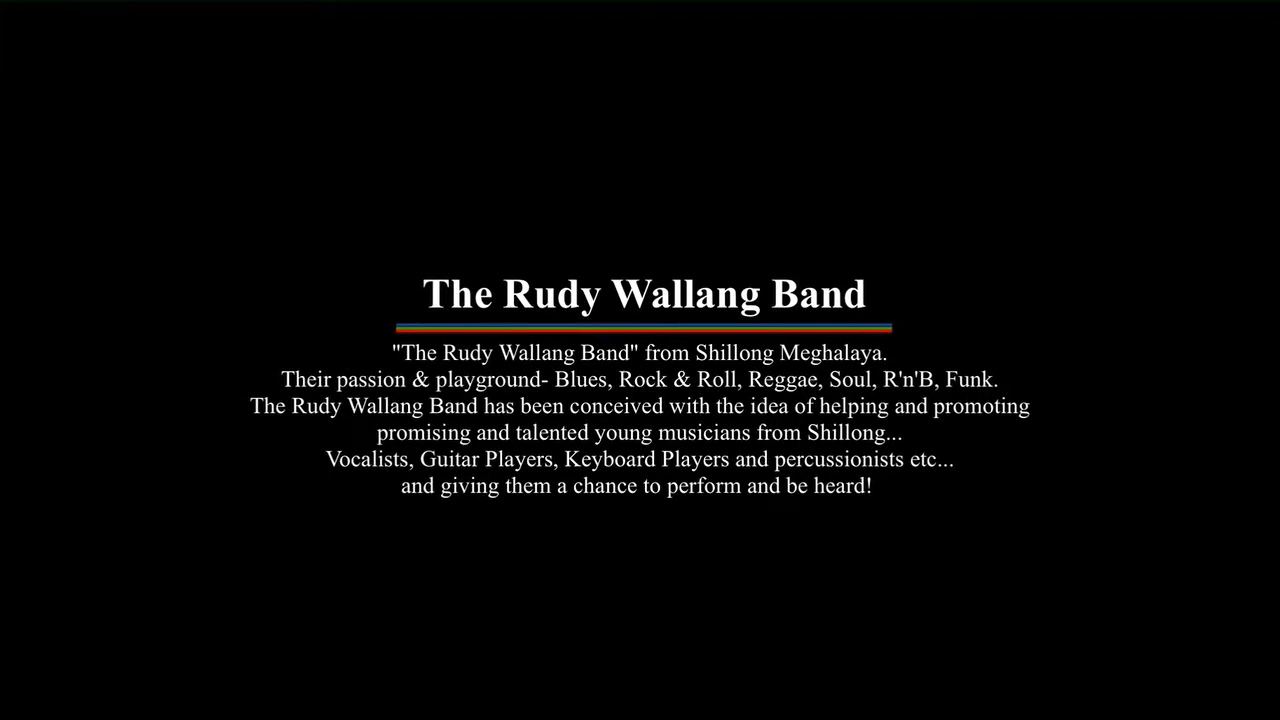 The Rudy Wallang Band
"The Rudy Wallang Band" from Shillong Meghalaya.
Their passion & playground- Blues, Rock & Roll, Reggae, Soul, R'n'B, Funk.
The Rudy Wallang Band has been conceived with the idea of helping and promoting
promising and talented young musicians from Shillong...
Vocalists, Guitar Players, Keyboard Players and percussionists etc...
and giving them a chance to perform and be heard!